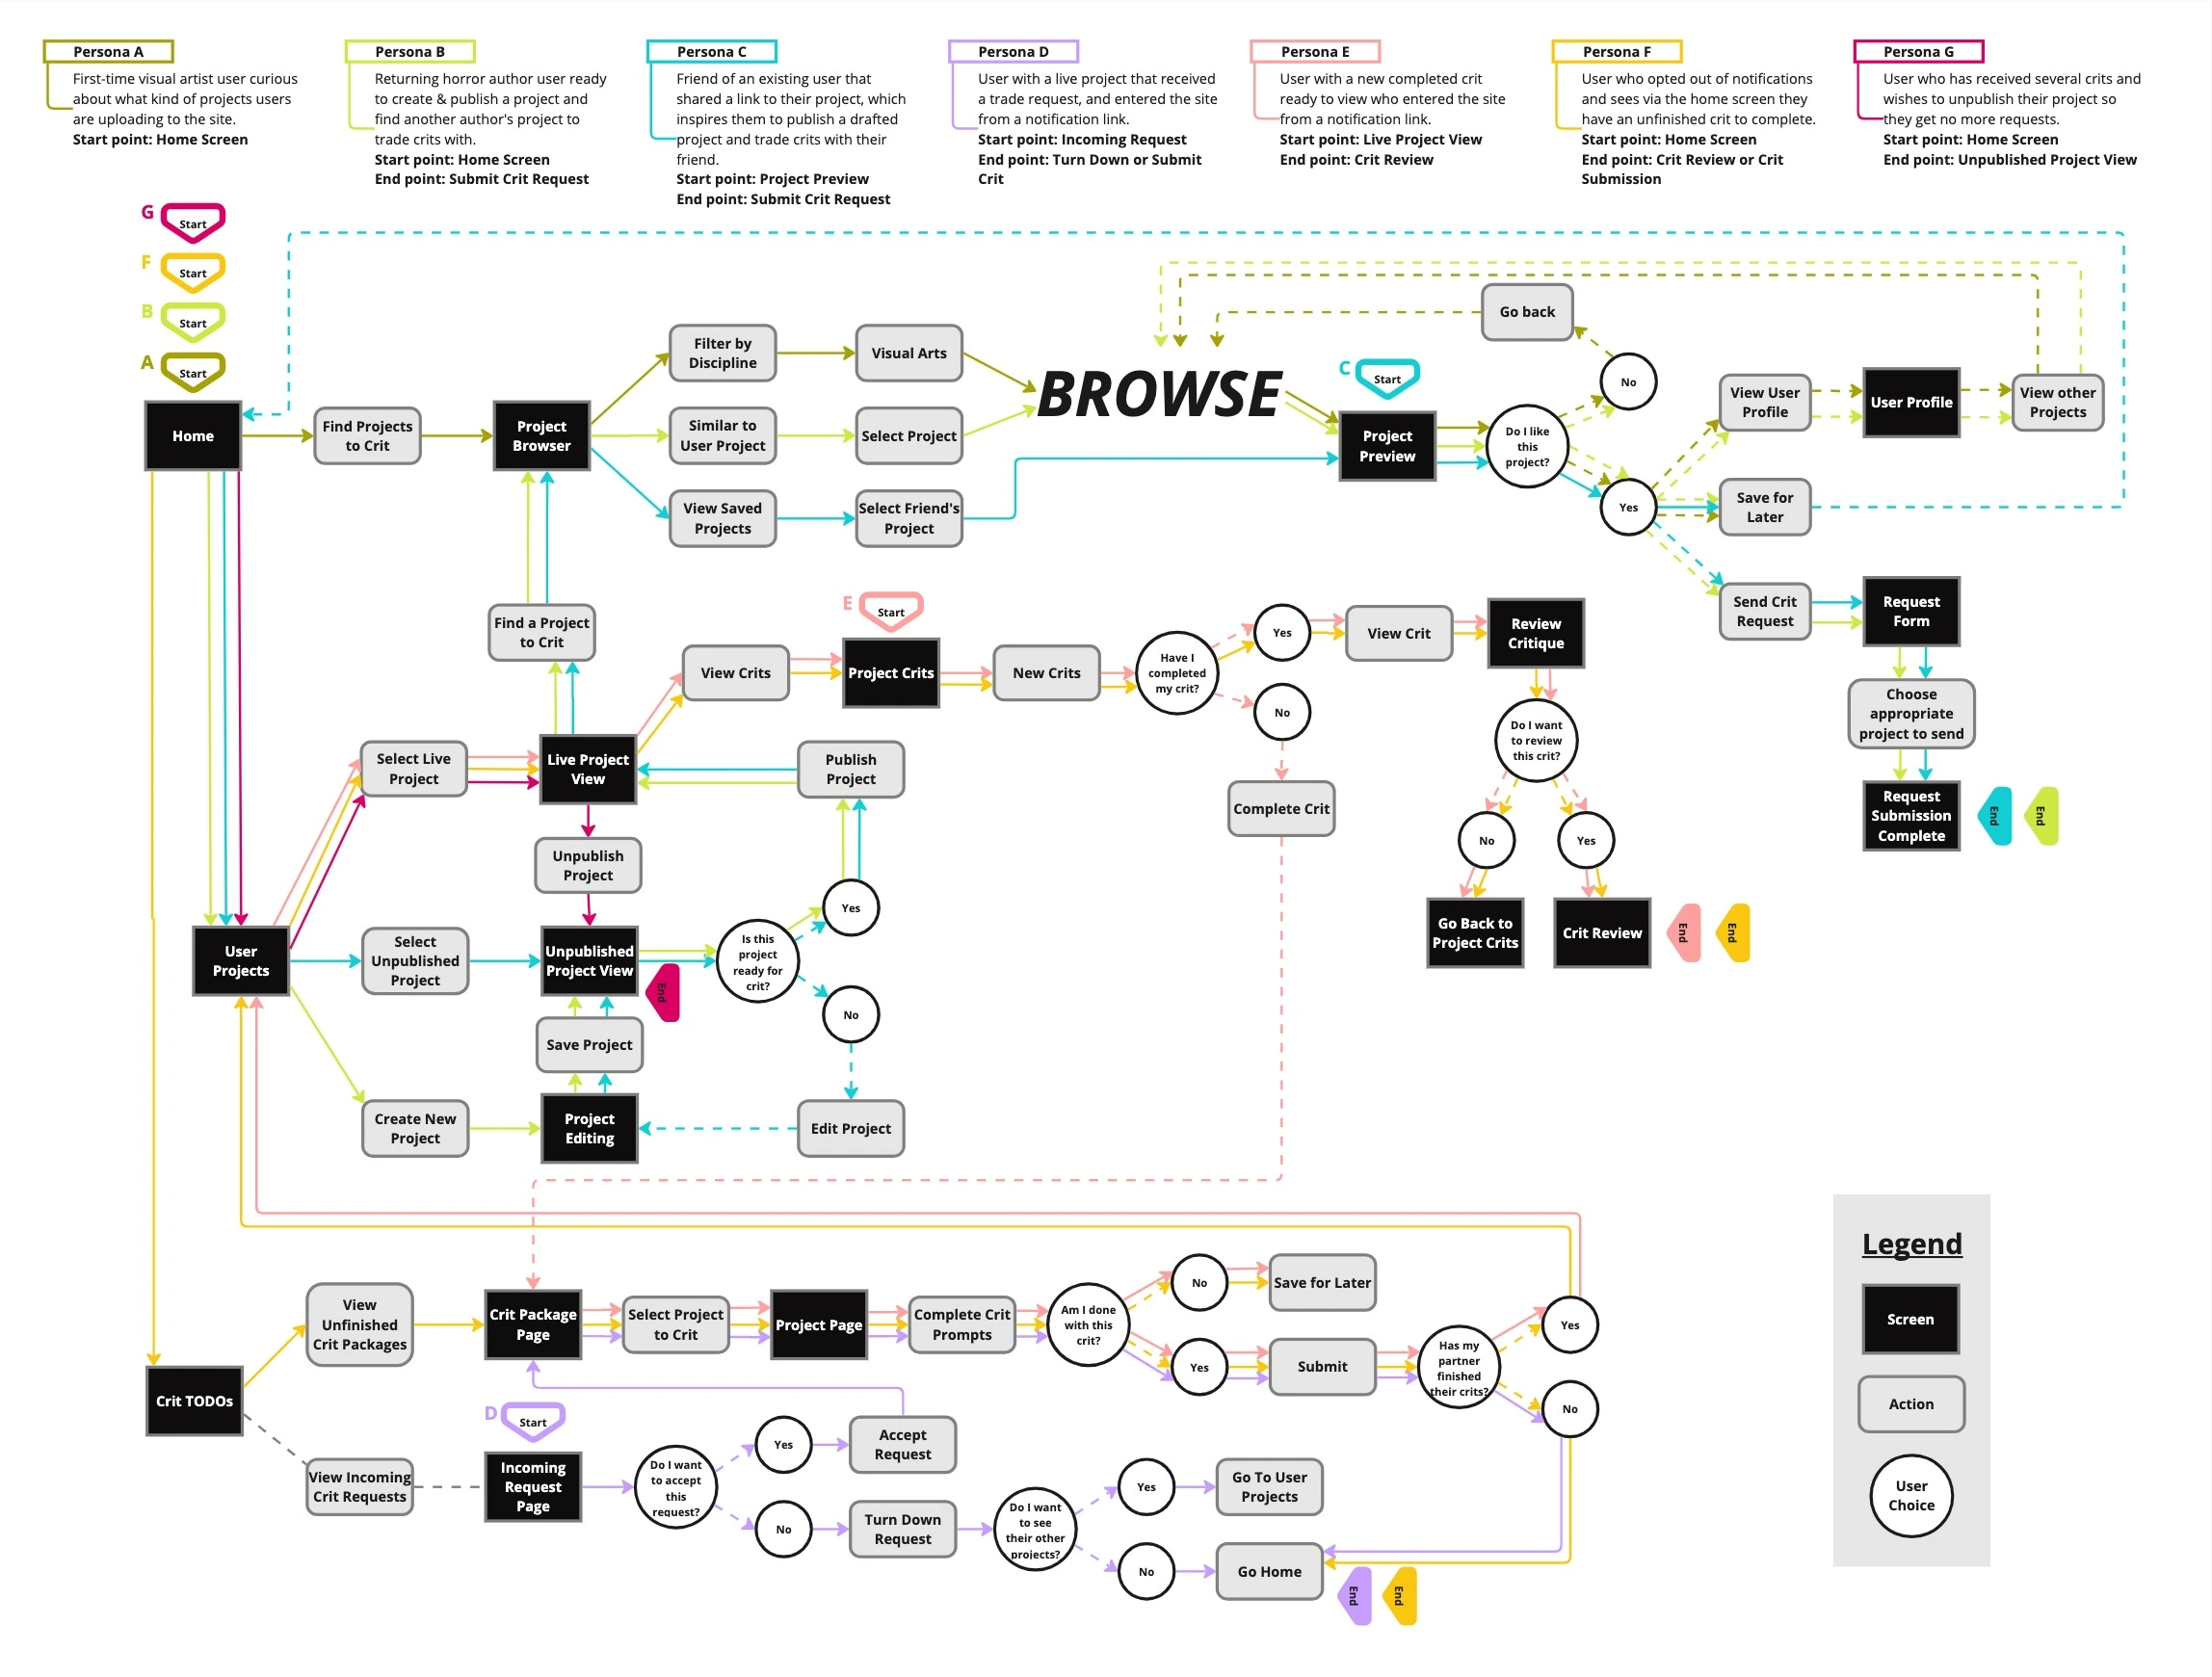 Persona A
First-time visual artist user curious
about what kind of projects users
are uploading to the site.
Start point: Home Screen
Persona B
Returning horror author user ready
to create & publish a project and
find another author's project to
trade crits with.
Start point: Home Screen
End point: Submit Crit Request
Persona C
Friend of an existing user that
shared a link to their project, which
inspires them to publish a drafted
project and trade crits with their
friend.
Start point: Project Preview
End point: Submit Crit Request
Persona D
User with a live project that received
a trade request, and entered the site
from a notification link.
Start point: Incoming Request
End point: Turn Down or Submit
Crit
Persona E
User with a new completed crit
ready to view who entered the site
from a notification link.
Start point: Live Project View
End point: Crit Review
Persona F
User who opted out of notifications
and sees via the home screen they
have an unfinished crit to complete.
Start point: Home Screen
End point: Crit Review or Crit
Submission
Persona G
User who has received several crits and
wishes to unpublish their project so
they get no more requests.
Start point: Home Screen
End point: Unpublished Project View
G
Start
F
Start
B
Start
A
Start
Home
Find Projects
to Crit
Project
Browser
Filter by
Discipline
Visual Arts
Similar to
User Project
Select Project
View Saved
Projects
Select Friend's
Project
BROWSE
C
Start
Project
Preview
Do I like
this
project?
Go back
No
Yes
View User
Profile
User Profile
View other
Projects
Save for
Later
Send Crit
Request
Request
Form
Choose
appropriate
project to send
Request
Submission
Complete
End
End
Find a Project
to Crit
E
Start
View Crits
Project Crits
New Crits
Have I
completed
my crit?
Yes
No
View Crit
Review
Critique
Complete Crit
Do I want
to review
this crit?
No
Yes
Go Back to
Project Crits
Crit Review
End
End
Select Live
Project
Live Project
View
Publish
Project
Unpublish
Project
User
Projects
Select
Unpublished
Project
Unpublished
Project View
End
Is this
project
ready for
crit?
Yes
No
Save Project
Create New
Project
Project
Editing
Edit Project
View
Unfinished
Crit Packages
Crit Package
Page
Select Project
to Crit
Project Page
Complete Crit
Prompts
Am I done
with this
crit?
No
Save for Later
Yes
Submit
Has my
partner
finished
their crits?
Yes
No
Crit TODOs
View Incoming
Crit Requests
D
Start
Incoming
Request
Page
Do I want
to accept
this
request?
Yes
Accept
Request
No
Turn Down
Request
Do I want
to see
their other
projects?
Yes
Go To User
Projects
No
Go Home
End
End
Legend
Screen
Action
User
Choice